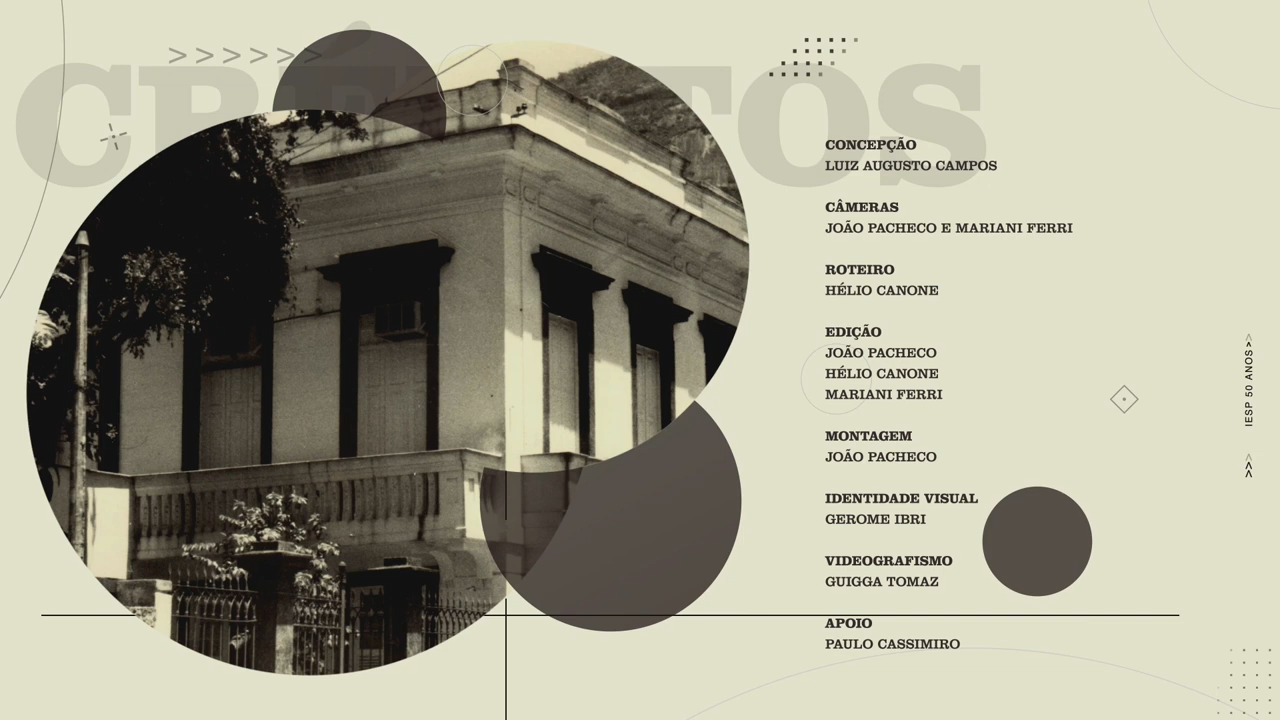 CRÉDITOS
>>>>>>
CONCEPÇÃO
LUIZ AUGUSTO CAMPOS
CÂMERAS
JOÃO PACHECO E MARIANI FERRI
ROTEIRO
HÉLIO CANONE
EDIÇÃO
JOÃO PACHECO
HÉLIO CANONE
MARIANI FERRI
MONTAGEM
JOÃO PACHECO
IDENTIDADE VISUAL
GEROME IBRI
VIDEOGRAFISMO
GUIGGA TOMAZ
APOIO
PAULO CASSIMIRO
>>> IESP 50 ANOS >>